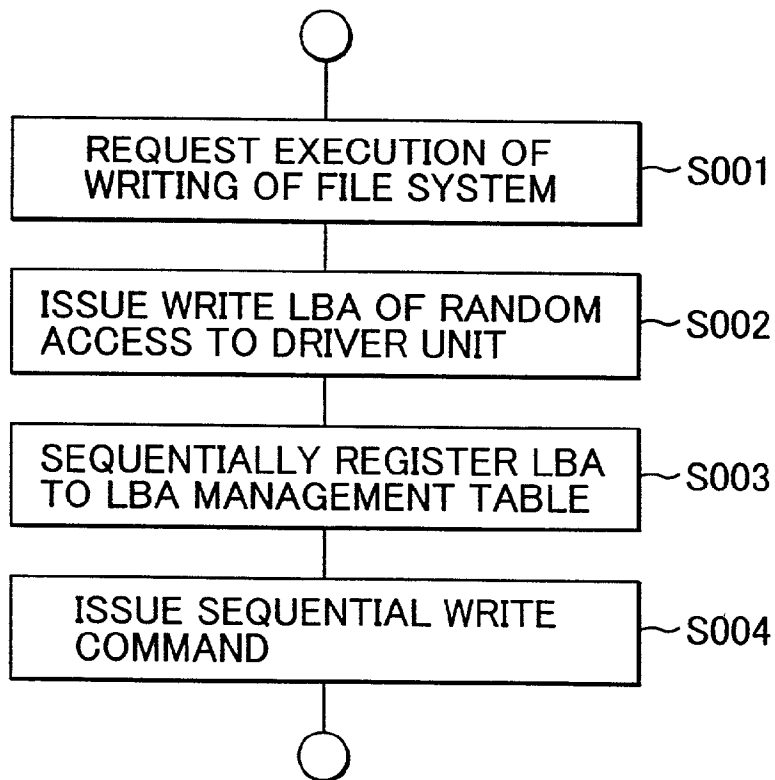 REQUEST EXECUTION OF
WRITING OF FILE SYSTEM
S001
ISSUE WRITE LBA OF RANDOM
ACCESS TO DRIVER UNIT
S002
SEQUENTIALLY REGISTER LBA
TO LBA MANAGEMENT TABLE
S003
ISSUE SEQUENTIAL WRITE
COMMAND
S004